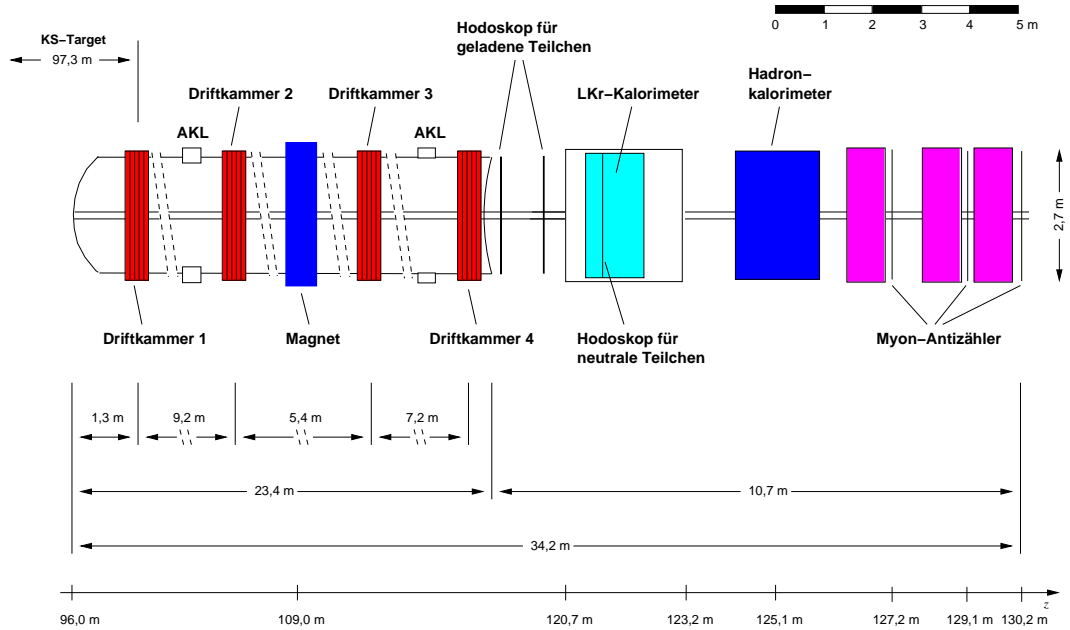 0 1 2 3 4 5 m
KS–Target
97,3 m
Hodoskop für
geladene Teilchen
Driftkammer 2
Driftkammer 3
LKr–Kalorimeter
Hadron–
kalorimeter
AKL
AKL
2,7 m
Driftkammer 1
Magnet
Driftkammer 4
Hodoskop für
neutrale Teilchen
Myon–Antizähler
1,3 m
9,2 m
5,4 m
7,2 m
23,4 m
10,7 m
34,2 m
z
96,0 m
109,0 m
120,7 m
123,2 m
125,1 m
127,2 m
129,1 m
130,2 m